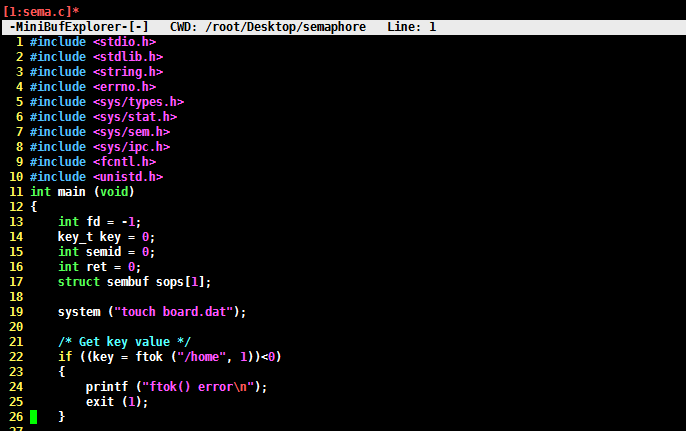 [1:sema.c]*
-MiniBufExplorer-[-]   CWD: /root/Desktop/semaphore   Line: 1
1 #include <stdio.h>
2 #include <stdlib.h>
3 #include <string.h>
4 #include <errno.h>
5 #include <sys/types.h>
6 #include <sys/stat.h>
7 #include <sys/sem.h>
8 #include <sys/ipc.h>
9 #include <fcntl.h>
10 #include <unistd.h>
11 int main (void)
12 {
13     int fd = -1;
14     key_t key = 0;
15     int semid = 0;
16     int ret = 0;
17     struct sembuf sops[1];
18
19     system ("touch board.dat");
20
21     /* Get key value */
22     if ((key = ftok ("/home", 1))<0)
23     {
24         printf ("ftok() error\n");
25         exit (1);
26     }
27